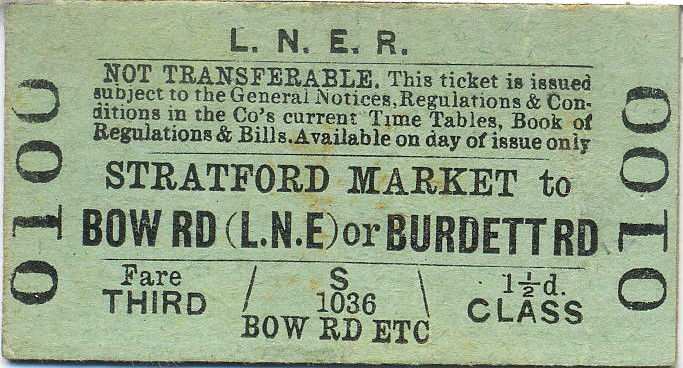 L. N. E. R.
NOT TRANSFERABLE. This ticket is issued
subject to the General Notices, Regulations & Con-
ditions in the Co's current Time Tables, Book of
Regulations & Bills. Available on day of issue only
STRATFORD MARKET to
BOW RD (L.N.E) or BURDETT RD
Fare S 1½d.
THIRD 1036 CLASS
BOW RD ETC
0010
0010